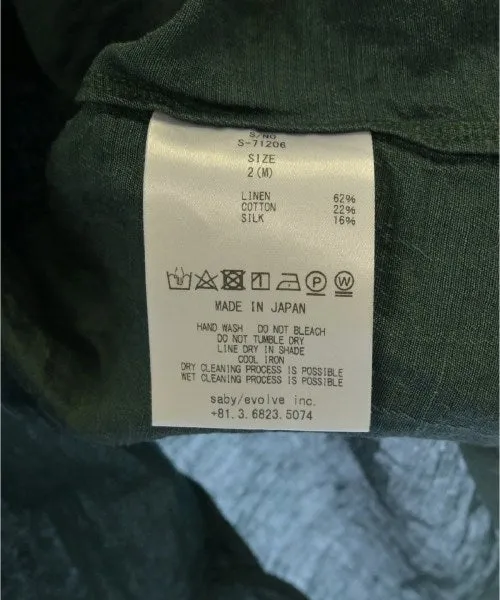 S/NO
S-71206
SIZE
2(M)
LINEN 62%
COTTON 22%
SILK 16%
MADE IN JAPAN
HAND WASH DO NOT BLEACH
DO NOT TUMBLE DRY
LINE DRY IN SHADE
COOL IRON
DRY CLEANING PROCESS IS POSSIBLE
WET CLEANING PROCESS IS POSSIBLE
saby/evolve inc.
+81.3.6823.5074